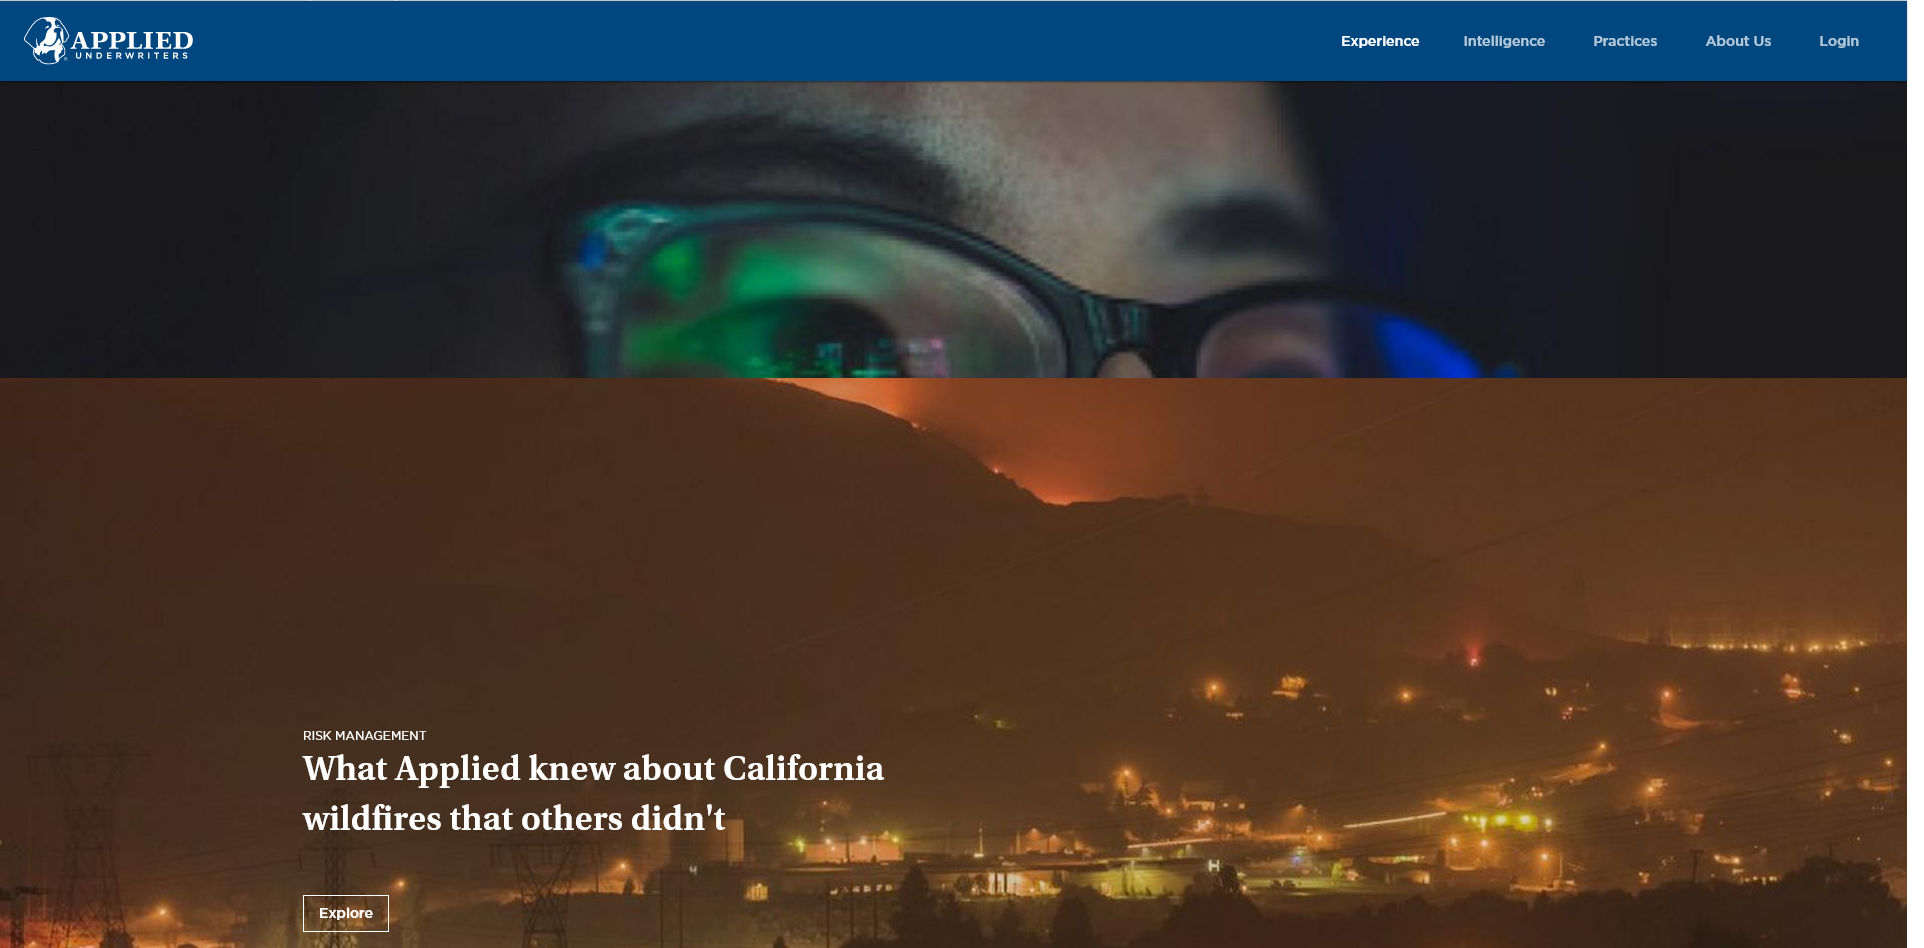 APPLIED
UNDERWRITERS
Experience
Intelligence
Practices
About Us
Login
RISK MANAGEMENT
What Applied knew about California
wildfires that others didn't
Explore
H
H